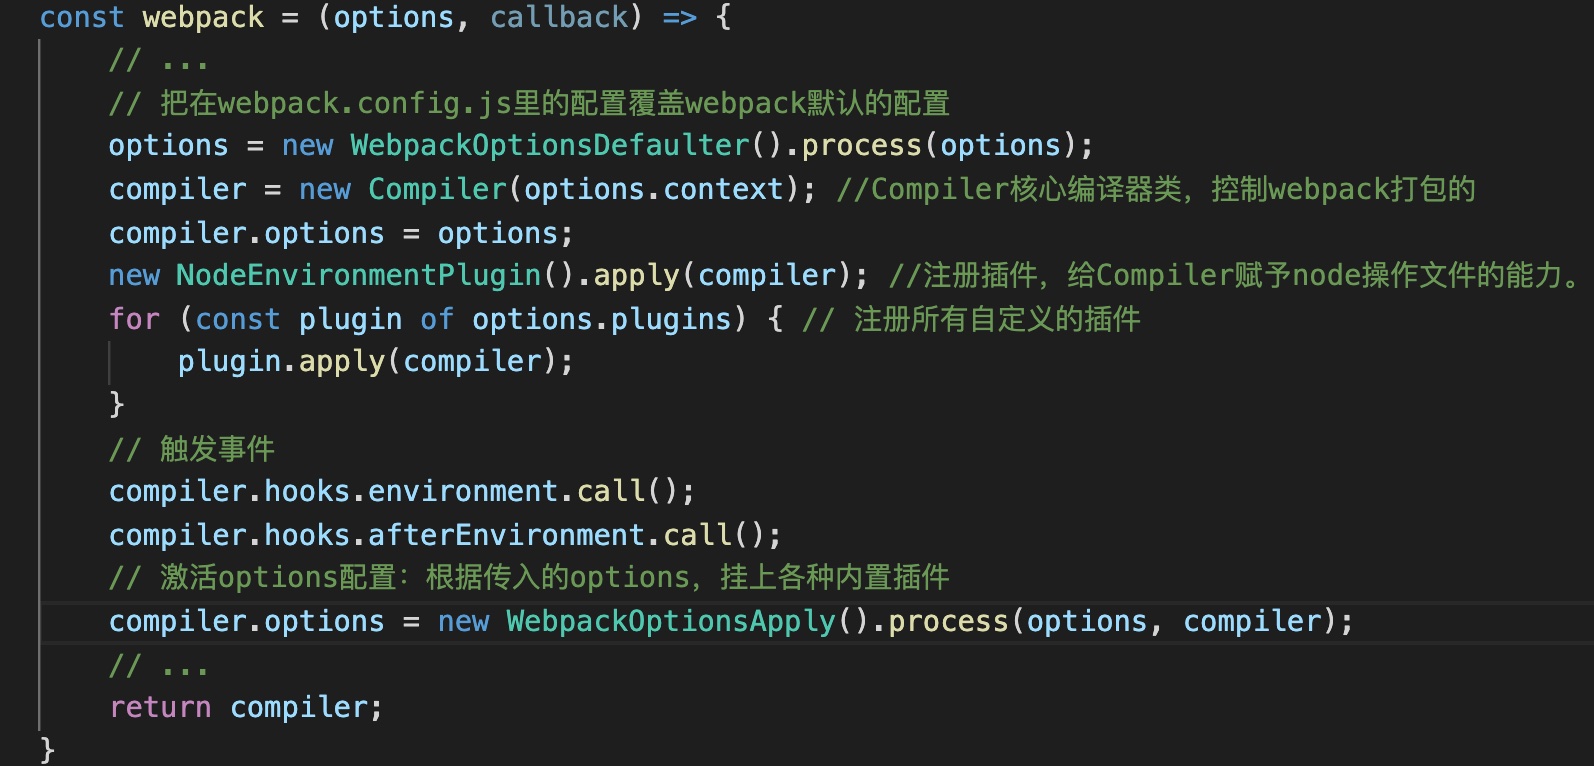 const webpack = (options, callback) => {
    // ...
    // 把在webpack.config.js里的配置覆盖webpack默认的配置
    options = new WebpackOptionsDefaulter().process(options);
    compiler = new Compiler(options.context); //Compiler核心编译器类，控制webpack打包的
    compiler.options = options;
    new NodeEnvironmentPlugin().apply(compiler); //注册插件，给Compiler赋予node操作文件的能力。
    for (const plugin of options.plugins) { // 注册所有自定义的插件
        plugin.apply(compiler);
    }
    // 触发事件
    compiler.hooks.environment.call();
    compiler.hooks.afterEnvironment.call();
    // 激活options配置：根据传入的options，挂上各种内置插件
    compiler.options = new WebpackOptionsApply().process(options, compiler);
    // ...
    return compiler;
}